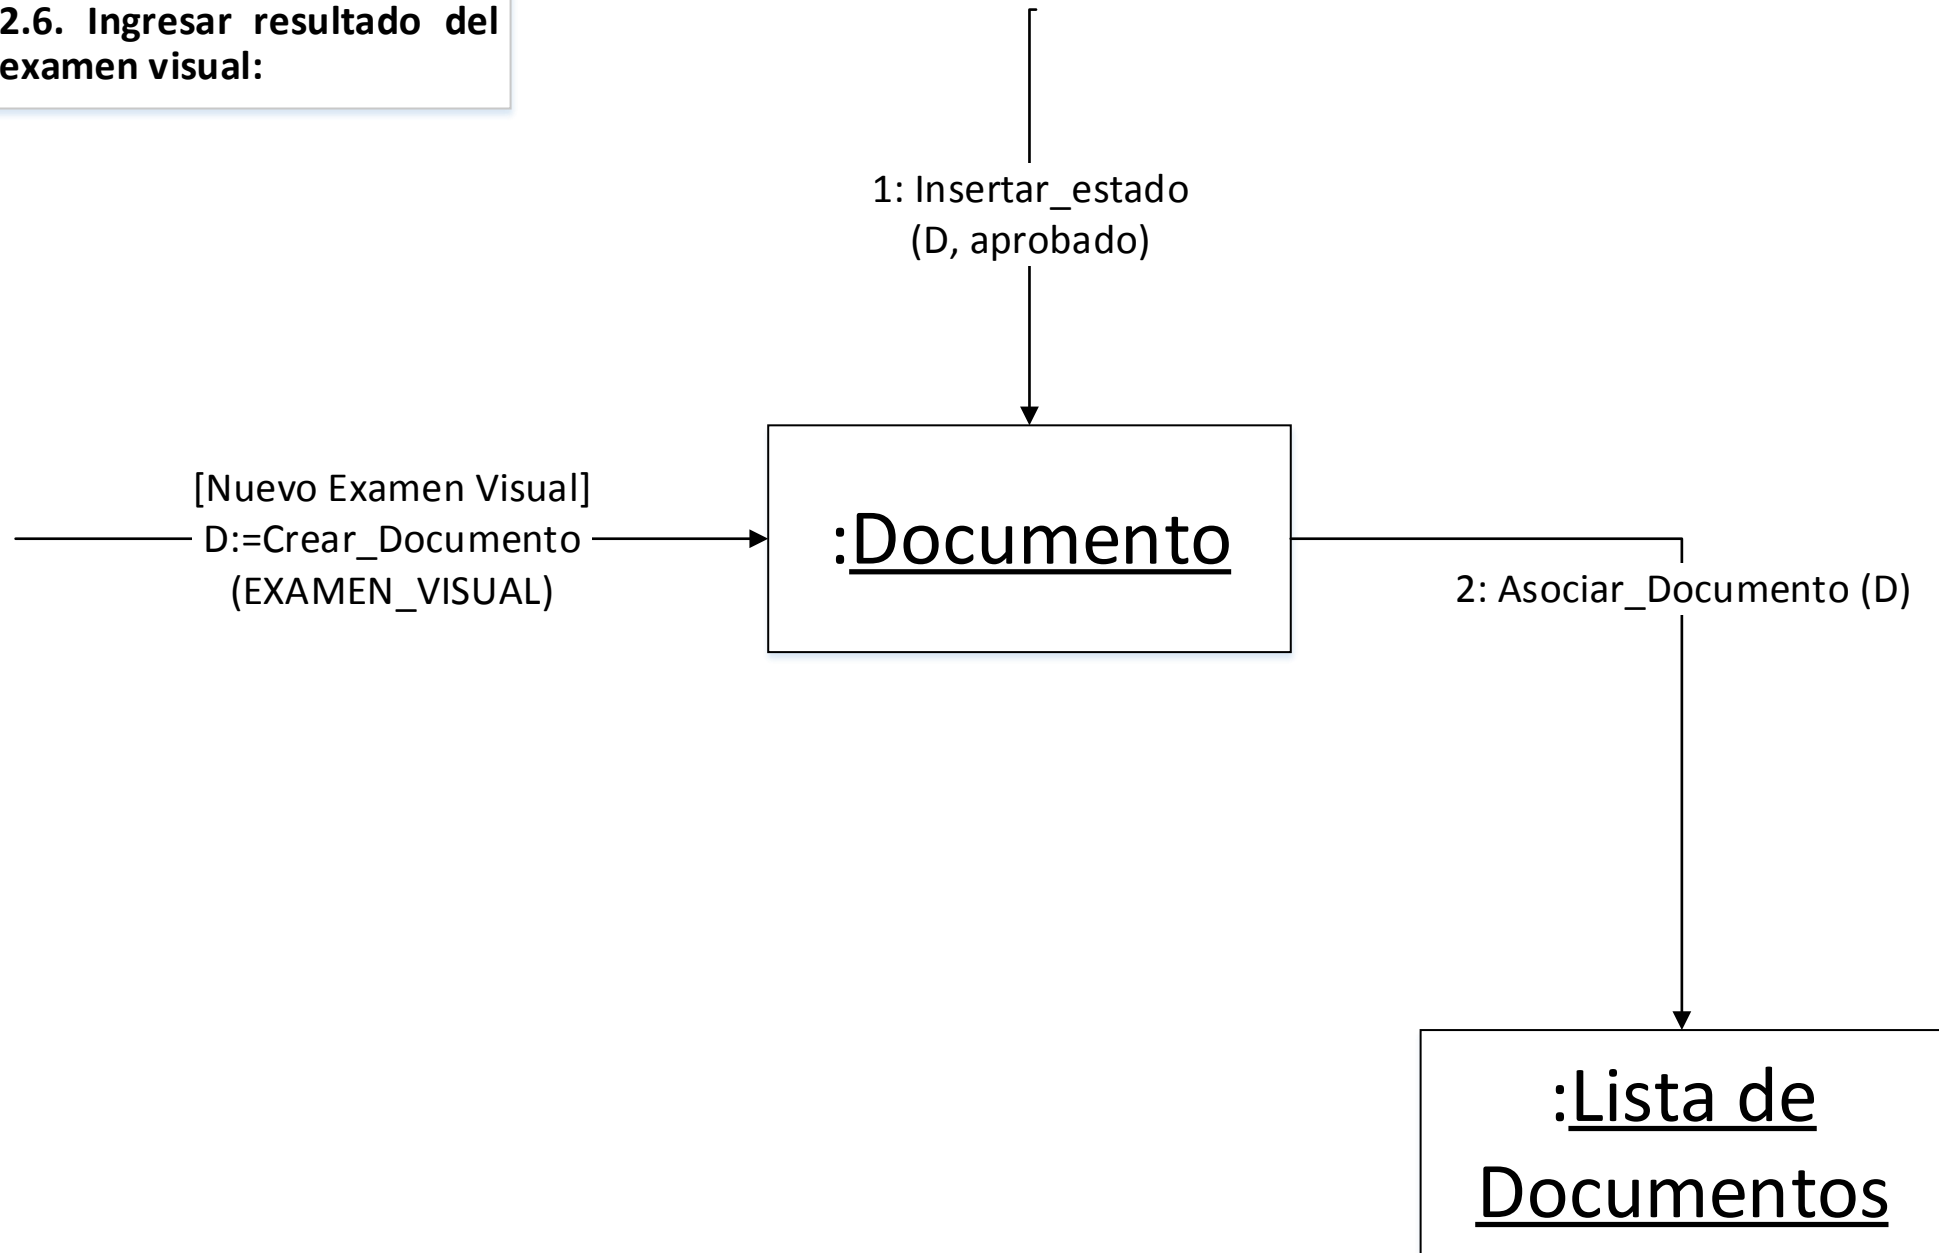 2.6. Ingresar resultado del
examen visual:
1: Insertar_estado
(D, aprobado)
[Nuevo Examen Visual]
D:=Crear_Documento
(EXAMEN_VISUAL)
:Documento
2: Asociar_Documento (D)
:Lista de
Documentos